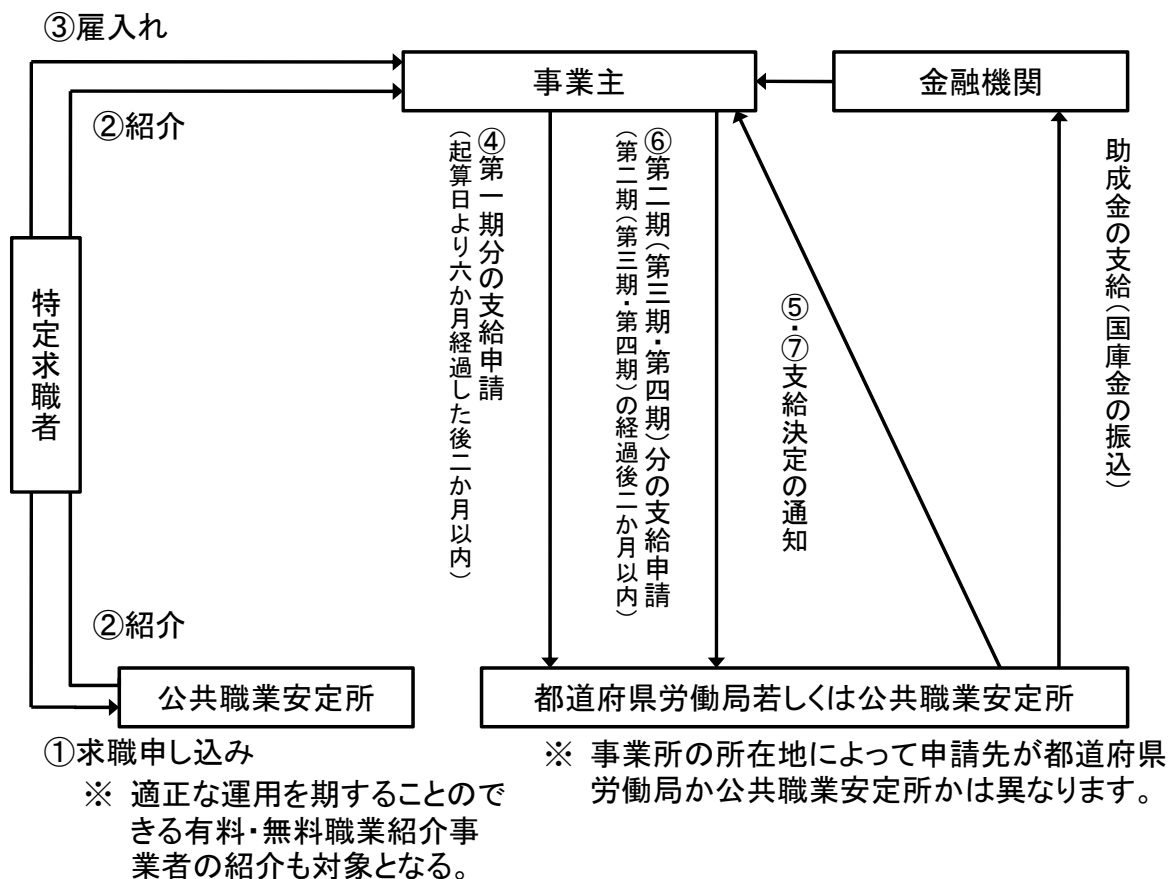 ③雇入れ
事業主
金融機関
②紹介
④第一期分の支給申請
（起算日より六か月経過した後二か月以内）
⑥第二期（第三期・第四期）分の支給申請
（第二期（第三期・第四期）の経過後二か月以内）
⑤・⑦支給決定の通知
助成金の支給（国庫金の振込）
特定求職者
②紹介
公共職業安定所
都道府県労働局若しくは公共職業安定所
①求職申し込み
※ 適正な運用を期することので
きる有料・無料職業紹介事
業者の紹介も対象となる。
※ 事業所の所在地によって申請先が都道府県
労働局か公共職業安定所かは異なります。